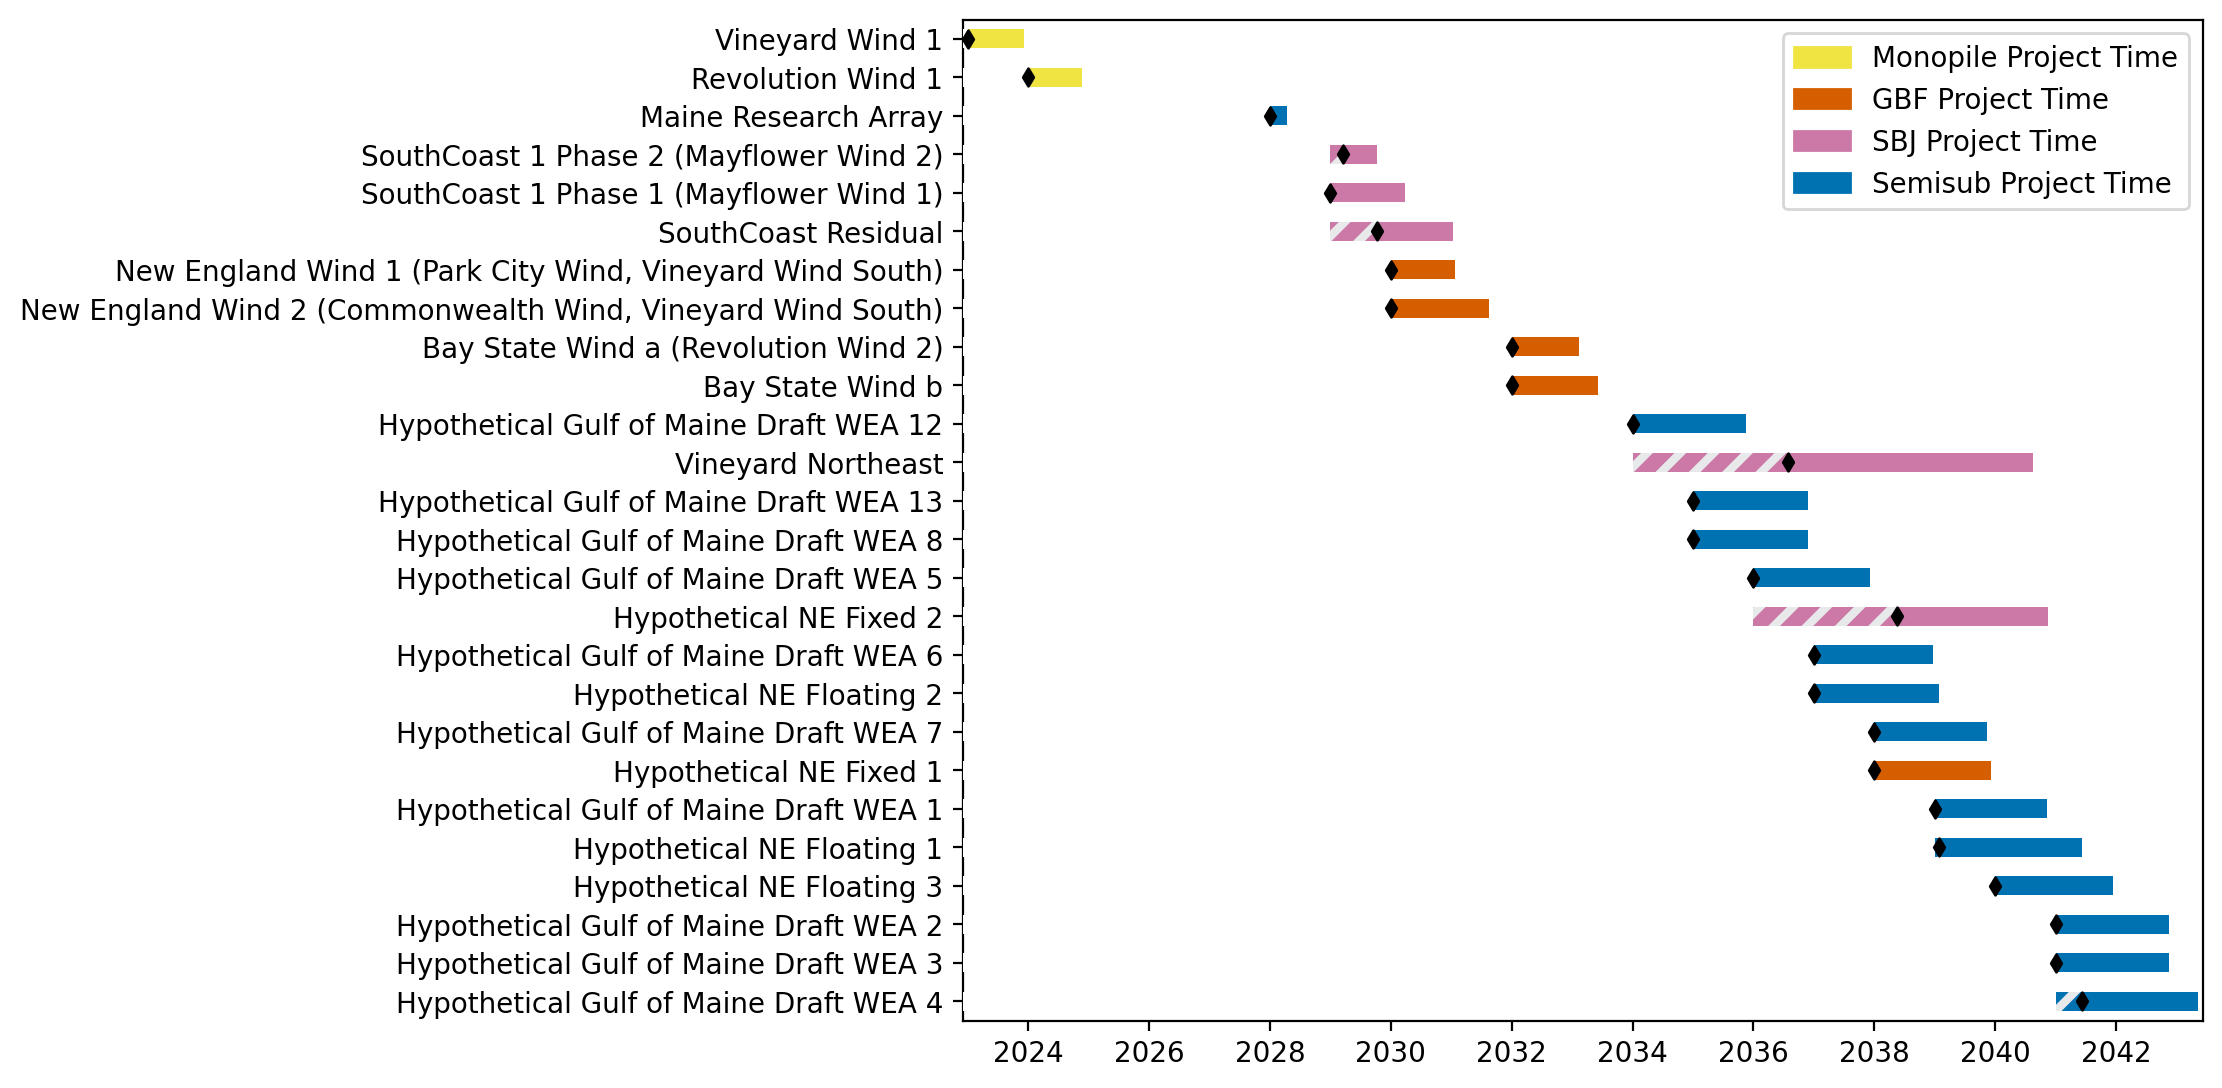 Vineyard Wind 1
Revolution Wind 1
Maine Research Array
SouthCoast 1 Phase 2 (Mayflower Wind 2)
SouthCoast 1 Phase 1 (Mayflower Wind 1)
SouthCoast Residual
New England Wind 1 (Park City Wind, Vineyard Wind South)
New England Wind 2 (Commonwealth Wind, Vineyard Wind South)
Bay State Wind a (Revolution Wind 2)
Bay State Wind b
Hypothetical Gulf of Maine Draft WEA 12
Vineyard Northeast
Hypothetical Gulf of Maine Draft WEA 13
Hypothetical Gulf of Maine Draft WEA 8
Hypothetical Gulf of Maine Draft WEA 5
Hypothetical NE Fixed 2
Hypothetical Gulf of Maine Draft WEA 6
Hypothetical NE Floating 2
Hypothetical Gulf of Maine Draft WEA 7
Hypothetical NE Fixed 1
Hypothetical Gulf of Maine Draft WEA 1
Hypothetical NE Floating 1
Hypothetical NE Floating 3
Hypothetical Gulf of Maine Draft WEA 2
Hypothetical Gulf of Maine Draft WEA 3
Hypothetical Gulf of Maine Draft WEA 4
Monopile Project Time
GBF Project Time
SBJ Project Time
Semisub Project Time
2024 2026 2028 2030 2032 2034 2036 2038 2040 2042